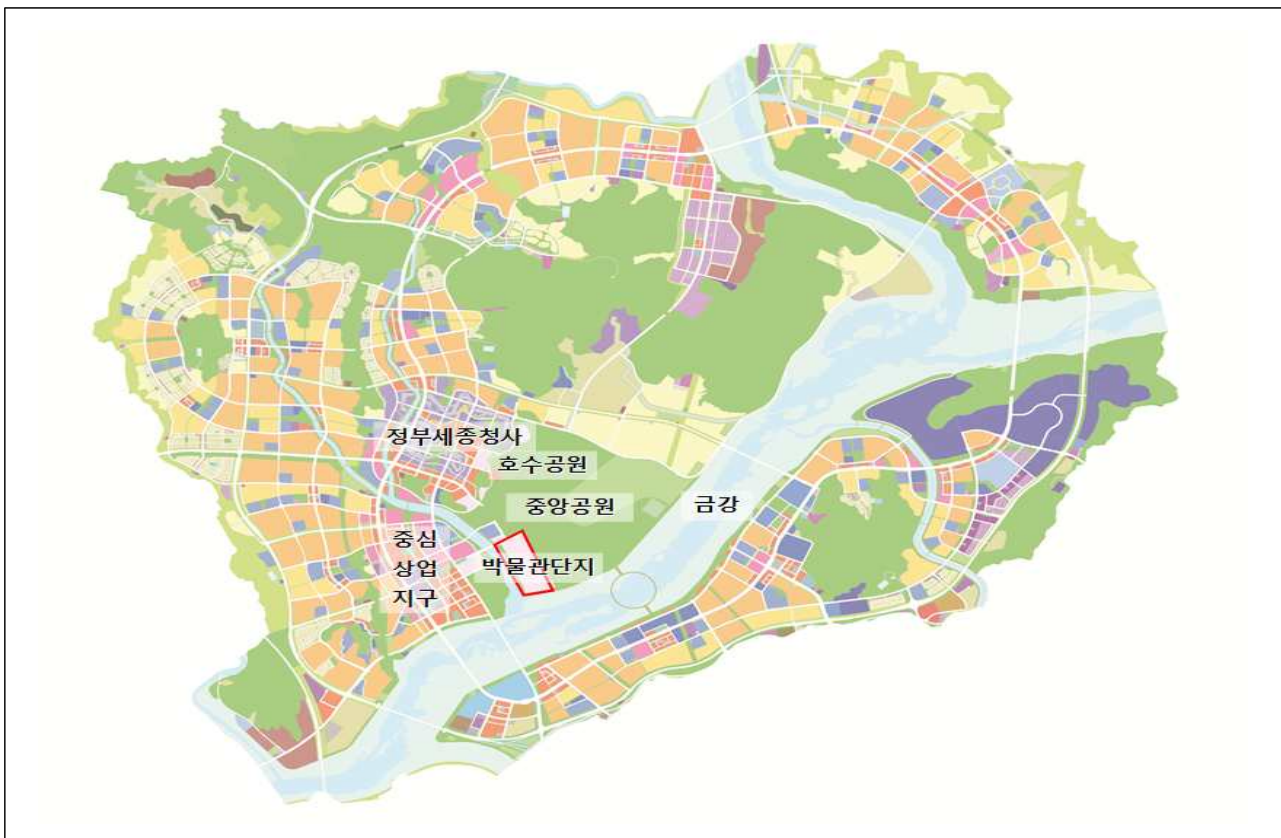 정부세종청사
호수공원
중앙공원
금강
중심
상업
지구
박물관단지